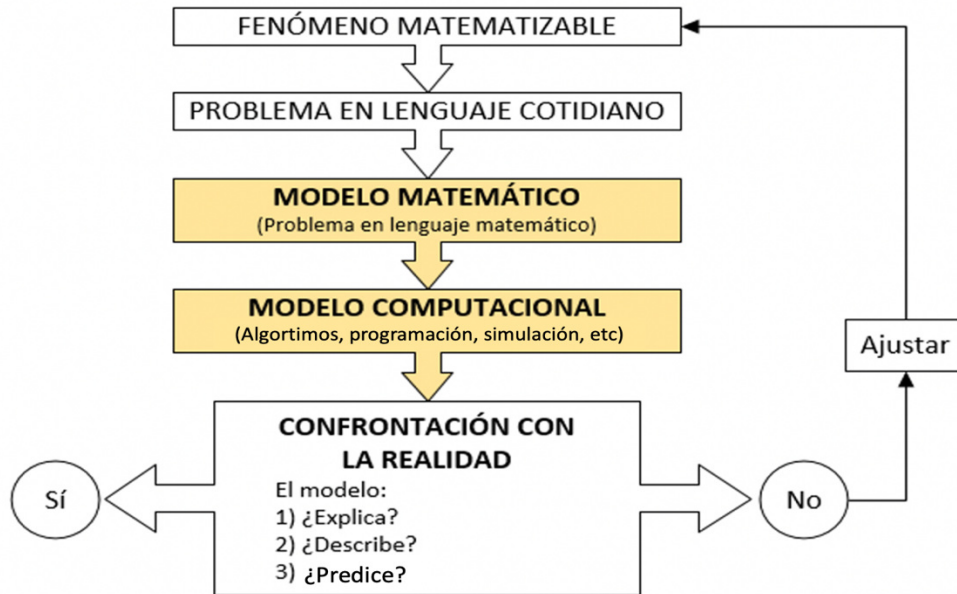 FENÓMENO MATEMATIZABLE
PROBLEMA EN LENGUAJE COTIDIANO
MODELO MATEMÁTICO
(Problema en lenguaje matemático)
MODELO COMPUTACIONAL
(Algortimos, programación, simulación, etc)
Ajustar
CONFRONTACIÓN CON
LA REALIDAD
El modelo:
1) ¿Explica?
2) ¿Describe?
3) ¿Predice?
Sí
No